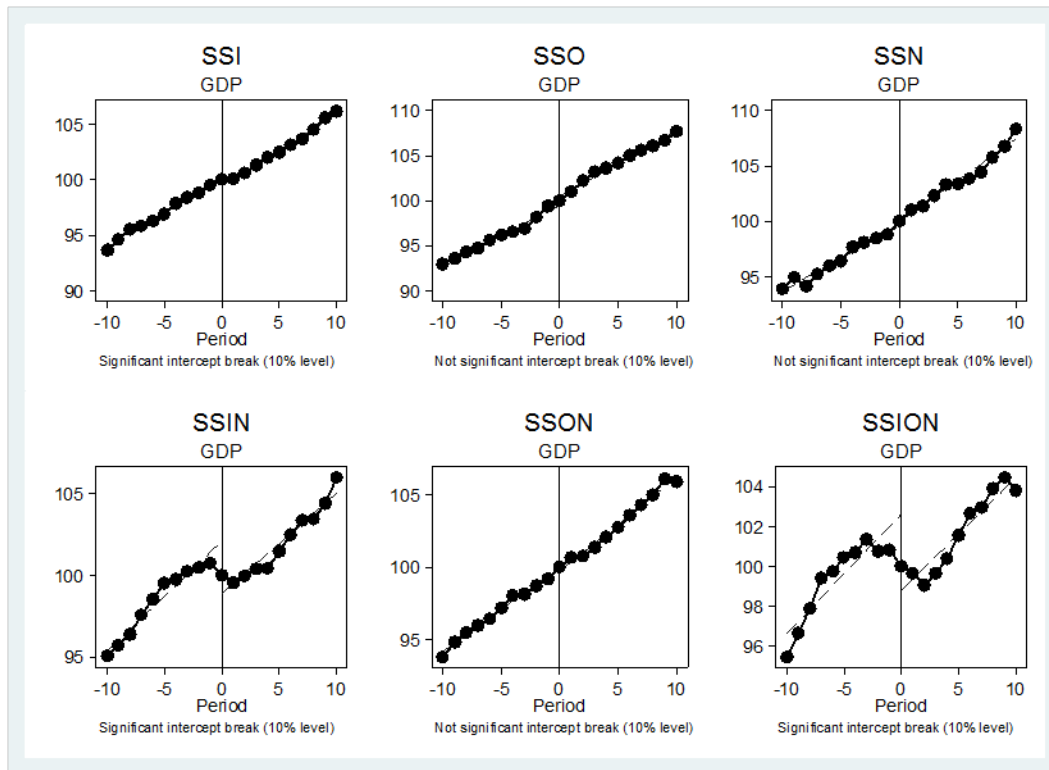 SSI
GDP
105
100
95
90
-10 -5 0 5 10
Period
Significant intercept break (10% level)
SSO
GDP
110
105
100
95
90
-10 -5 0 5 10
Period
Not significant intercept break (10% level)
SSN
GDP
110
105
100
95
-10 -5 0 5 10
Period
Not significant intercept break (10% level)
SSIN
GDP
105
100
95
-10 -5 0 5 10
Period
Significant intercept break (10% level)
SSON
GDP
105
100
95
-10 -5 0 5 10
Period
Not significant intercept break (10% level)
SSION
GDP
104
102
100
98
96
-10 -5 0 5 10
Period
Significant intercept break (10% level)